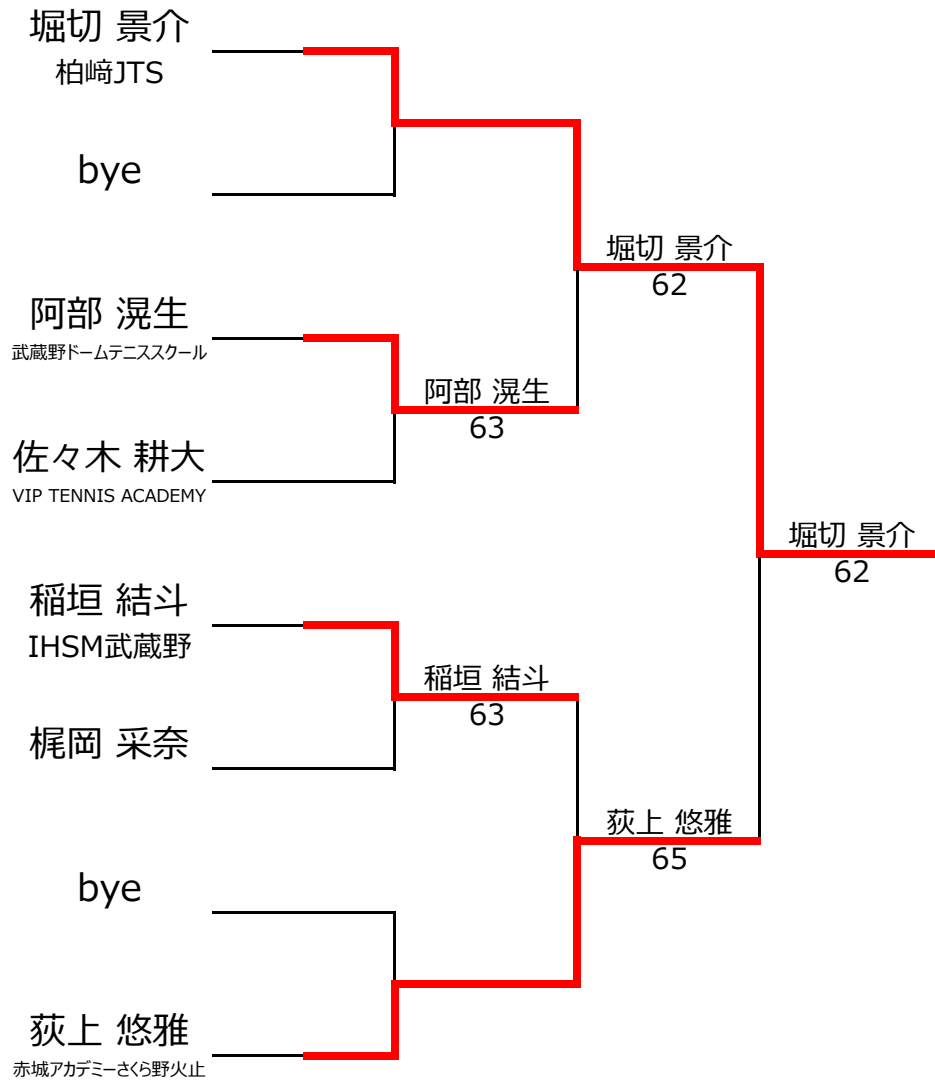 堀切 景介
柏﨑JTS
bye
阿部 滉生
武蔵野ドームテニススクール
佐々木 耕大
VIP TENNIS ACADEMY
稲垣 結斗
IHSM武蔵野
梶岡 采奈
bye
荻上 悠雅
赤城アカデミーさくら野火止
阿部 滉生
63
稲垣 結斗
63
堀切 景介
62
荻上 悠雅
65
堀切 景介
62